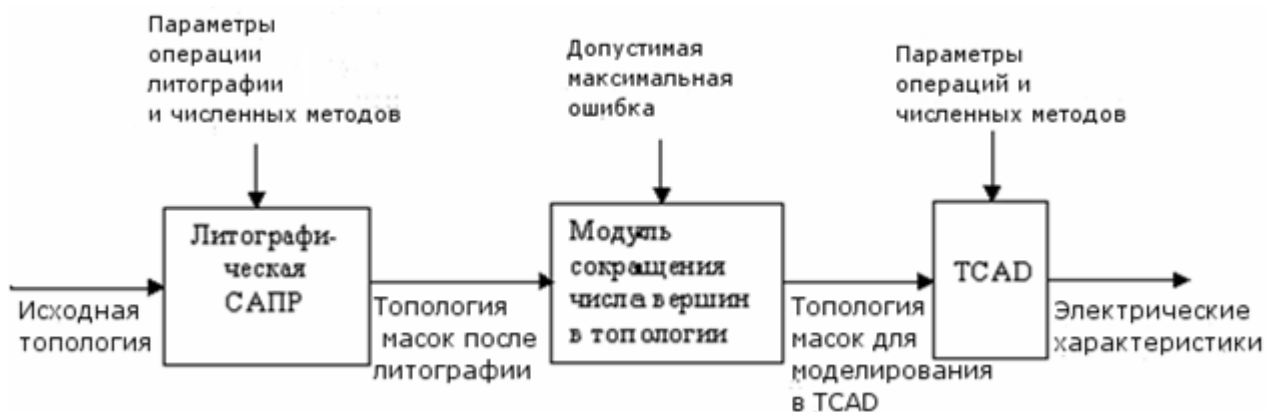 Параметры
операции
литографии
и численных методов
Допустимая
максимальная
ошибка
Параметры
операций и
численных методов
Литографи-
ческая
САПР
Модуль
сокращения
числа вершин
в топологии
TCAD
Исходная
топология
Топология
масок после
литографии
Топология
масок для
моделирования
в TCAD
Электрические
характеристики